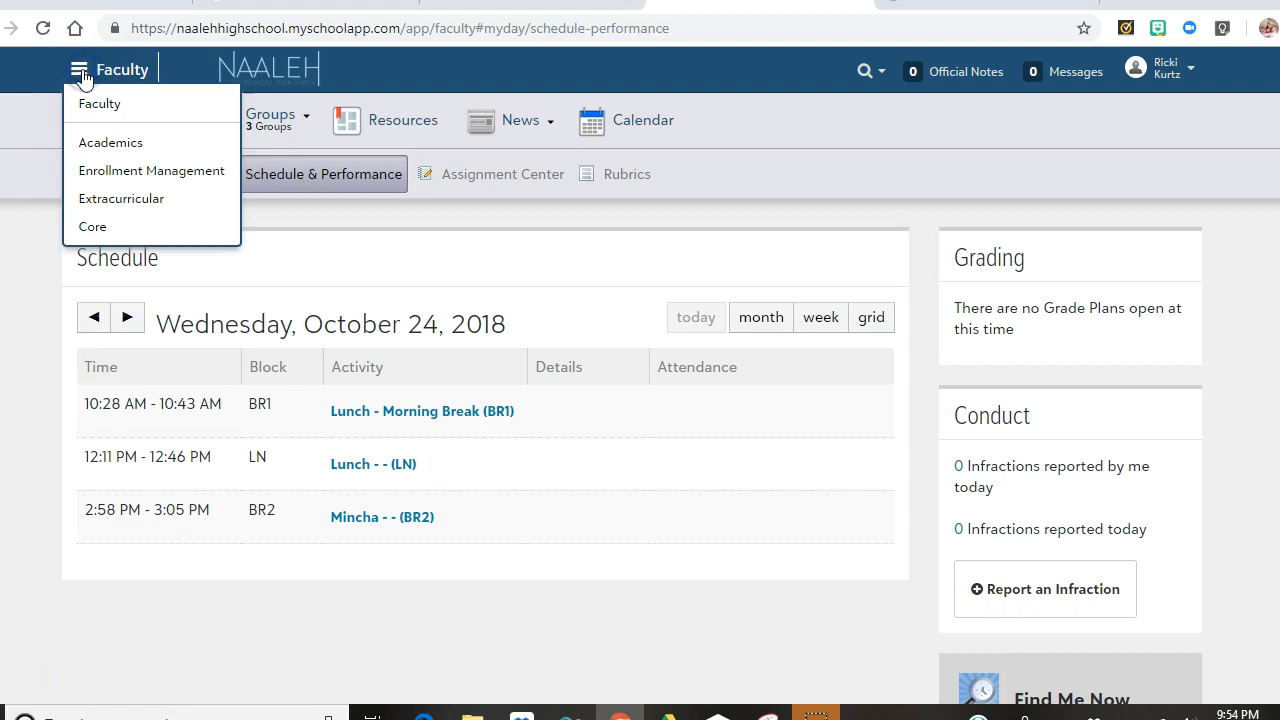 https://naalehhighschool.myschoolapp.com/app/faculty#myday/schedule-performance
Faculty
NAALEH
0 Official Notes
0 Messages
Ricki
Kurtz
Faculty
Academics
Enrollment Management
Extracurricular
Core
Groups
3 Groups
Resources
News
Calendar
Schedule & Performance
Assignment Center
Rubrics
Schedule
Wednesday, October 24, 2018
today month week grid
Time Block Activity Details Attendance
10:28 AM - 10:43 AM BR1 Lunch - Morning Break (BR1)
12:11 PM - 12:46 PM LN Lunch - - (LN)
2:58 PM - 3:05 PM BR2 Mincha - - (BR2)
Grading
There are no Grade Plans open at
this time
Conduct
0 Infractions reported by me
today
0 Infractions reported today
Report an Infraction
Find Me Now
9:54 PM